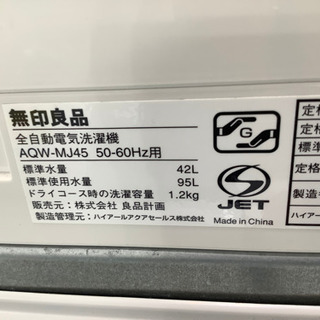 無印良品
全自動電気洗濯機
AQW-MJ45 50-60Hz用
標準水量 42L
標準使用水量 95L
ドライコース時の洗濯容量 1.2kg
販売元：株式会社 良品計画
製造管理元：ハイアールアクアセールス株式会社
G
S
JET
Made in China
定格
定格
標準
定格
製造
ハイアー